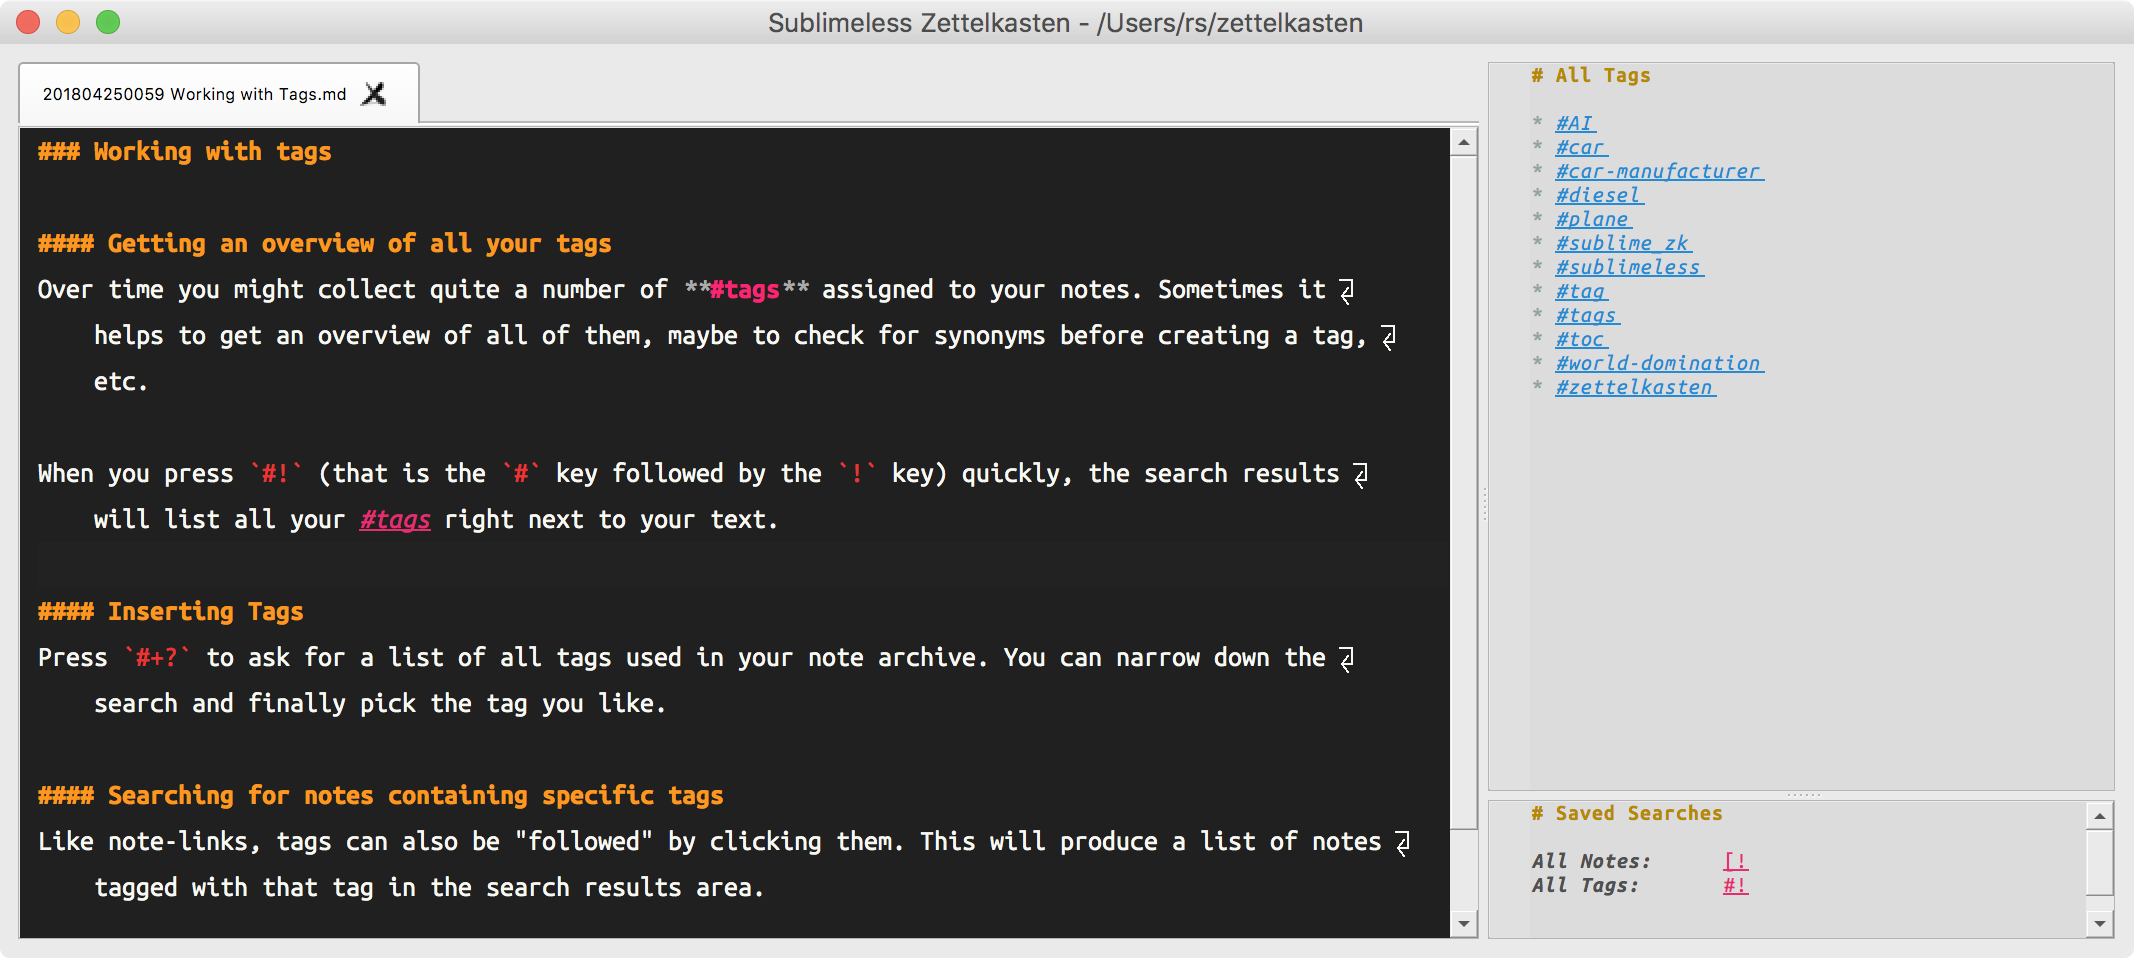 Sublimeless Zettelkasten - /Users/rs/zettelkasten
201804250059 Working with Tags.md
### Working with tags
#### Getting an overview of all your tags
Over time you might collect quite a number of **#tags** assigned to your notes. Sometimes it
helps to get an overview of all of them, maybe to check for synonyms before creating a tag,
etc.
When you press `#!` (that is the `#` key followed by the `!` key) quickly, the search results
will list all your #tags right next to your text.
#### Inserting Tags
Press `#+?` to ask for a list of all tags used in your note archive. You can narrow down the
search and finally pick the tag you like.
#### Searching for notes containing specific tags
Like note-links, tags can also be "followed" by clicking them. This will produce a list of notes
tagged with that tag in the search results area.
# All Tags
* #AI
* #car
* #car-manufacturer
* #diesel
* #plane
* #sublime_zk
* #sublimeless
* #tag
* #tags
* #toc
* #world-domination
* #zettelkasten
# Saved Searches
All Notes: [!
All Tags: #!